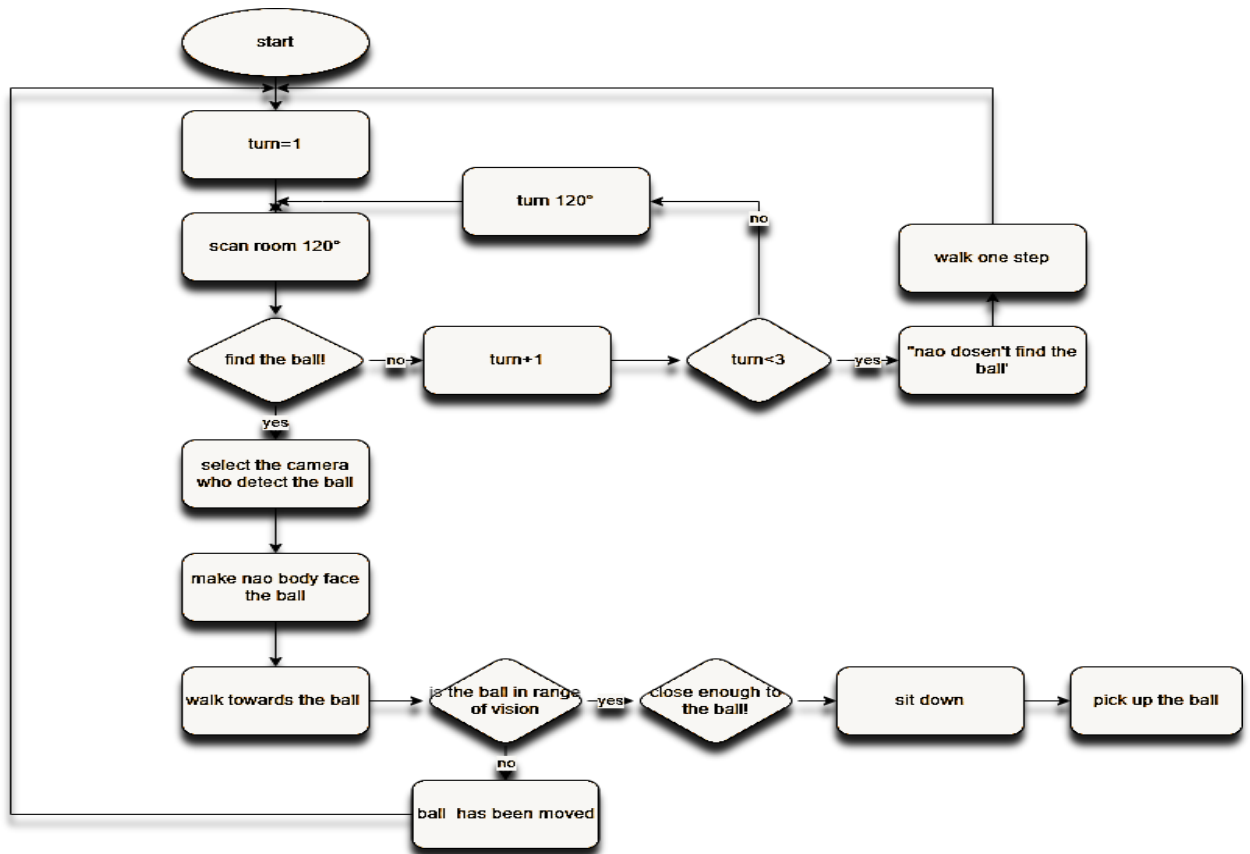 start
turn=1
turn 120°
no
scan room 120°
walk one step
find the ball!
no
turn+1
turn<3
yes
"nao dosen't find the
ball'
yes
select the camera
who detect the ball
make nao body face
the ball
walk towards the ball
is the ball in range
of vision
yes
close enough to
the ball!
sit down
pick up the ball
no
ball has been moved